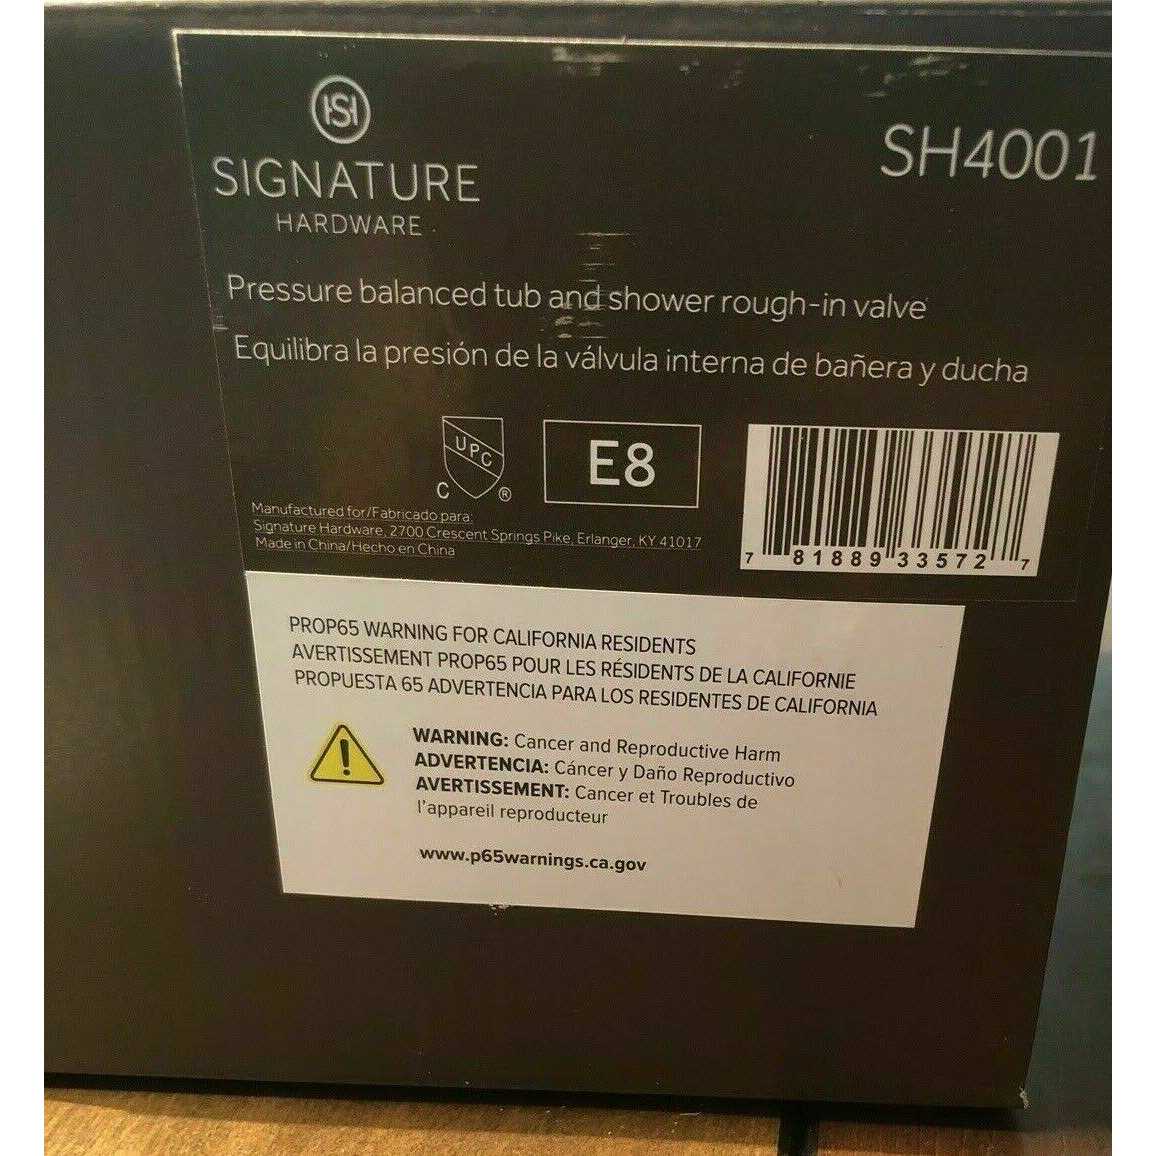 SH
SIGNATURE
HARDWARE
SH4001
Pressure balanced tub and shower rough-in valve
Equilibra la presión de la válvula interna de bañera y ducha
UPC
C ®
E8
Manufactured for/Fabricado para:
Signature Hardware, 2700 Crescent Springs Pike, Erlanger, KY 41017
Made in China/Hecho en China
7 81889 33572 7
PROP65 WARNING FOR CALIFORNIA RESIDENTS
AVERTISSEMENT PROP65 POUR LES RÉSIDENTS DE LA CALIFORNIE
PROPUESTA 65 ADVERTENCIA PARA LOS RESIDENTES DE CALIFORNIA
WARNING: Cancer and Reproductive Harm
ADVERTENCIA: Cáncer y Daño Reproductivo
AVERTISSEMENT: Cancer et Troubles de
l'appareil reproducteur
www.p65warnings.ca.gov